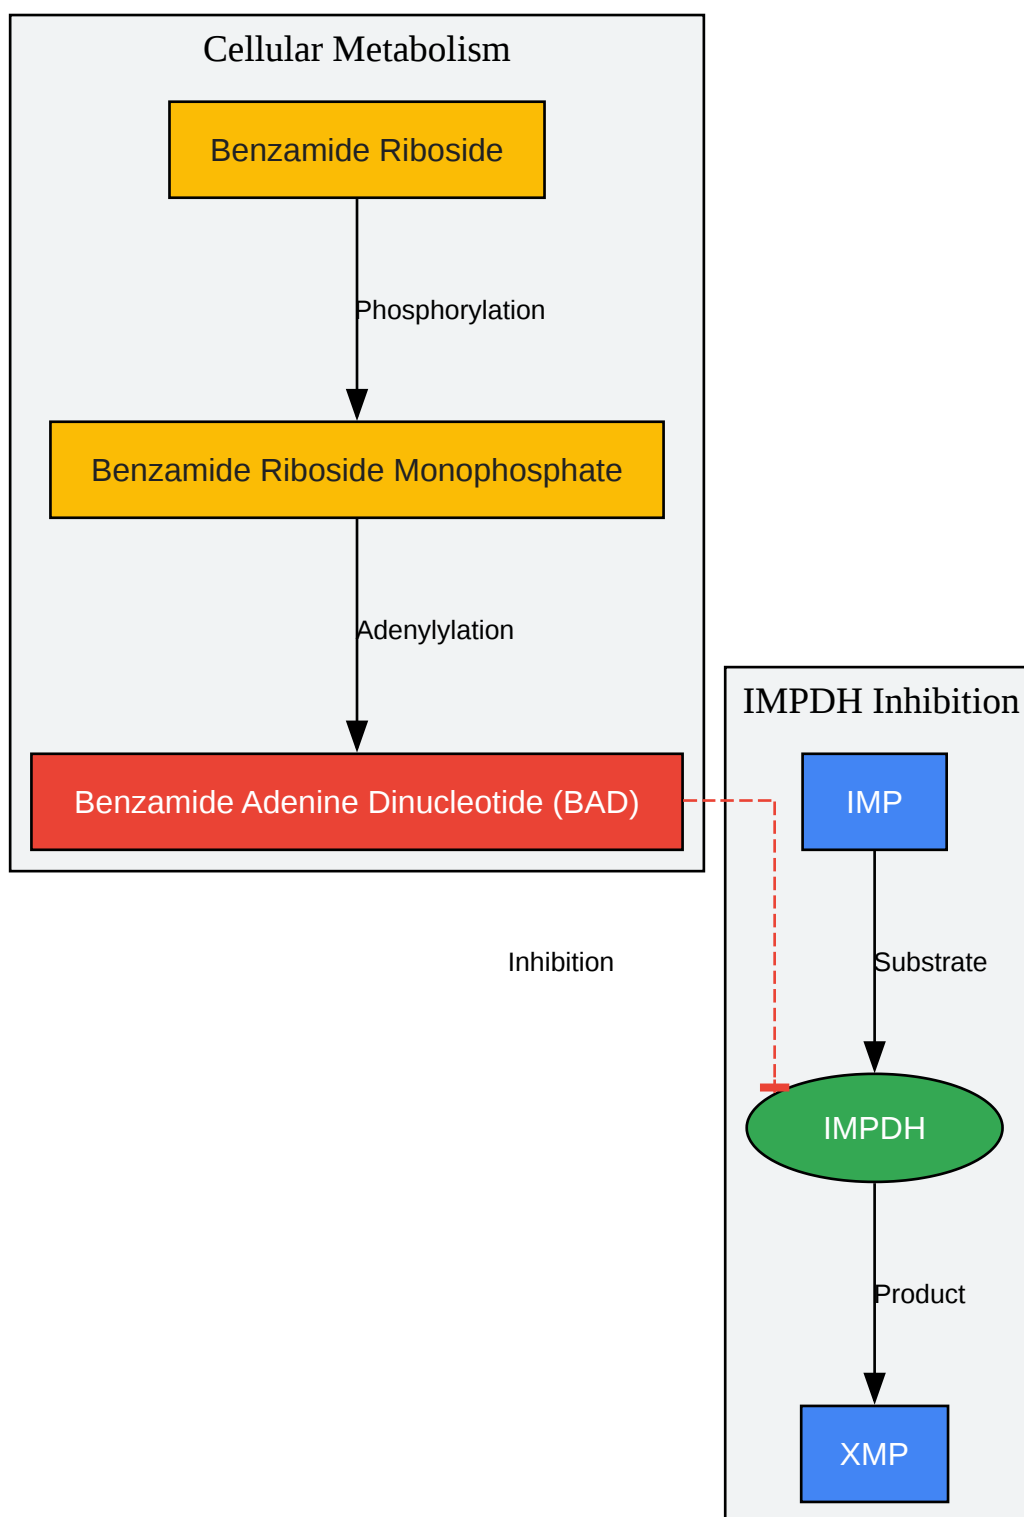 Cellular Metabolism
Benzamide Riboside
Phosphorylation
Benzamide Riboside Monophosphate
Adenylylation
Benzamide Adenine Dinucleotide (BAD)
Inhibition
IMPDH Inhibition
IMP
Substrate
IMPDH
Product
XMP